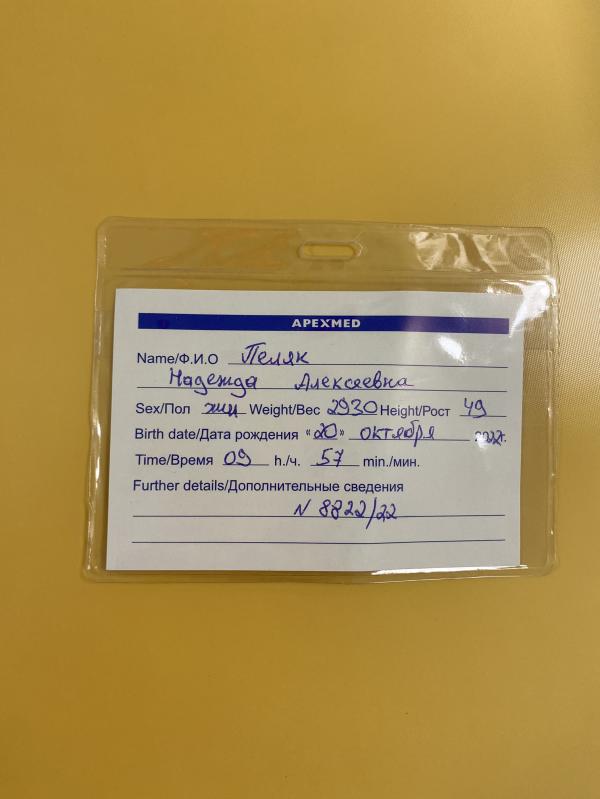 APEXMED
Name/Ф.И.О Пеляк
Надежда Алексеевна
Sex/Пол жен Weight/Вес 2930 Height/Рост 49
Birth date/Дата рождения «20» октября 2022г.
Time/Время 09 h./ч. 57 min./мин.
Further details/Дополнительные сведения
N 8822/22